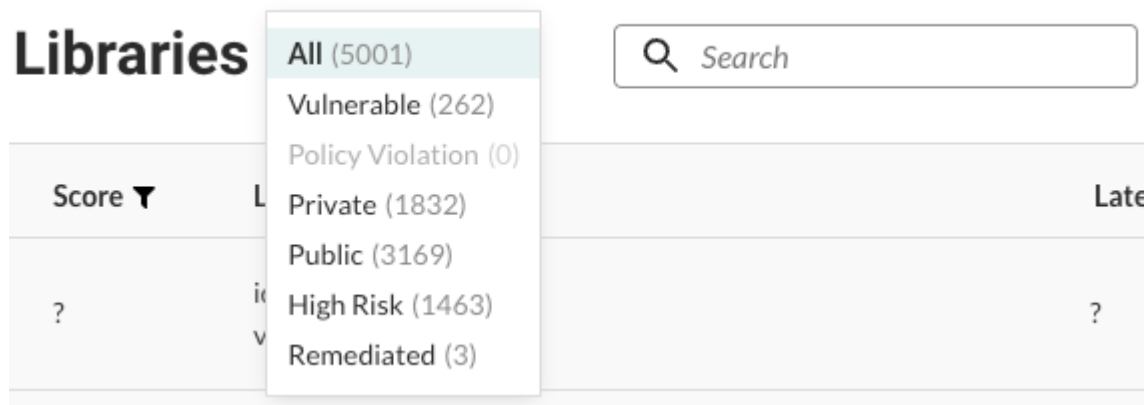 Libraries
All (5001)
Vulnerable (262)
Policy Violation (0)
Private (1832)
Public (3169)
High Risk (1463)
Remediated (3)
Search
Score
?
?